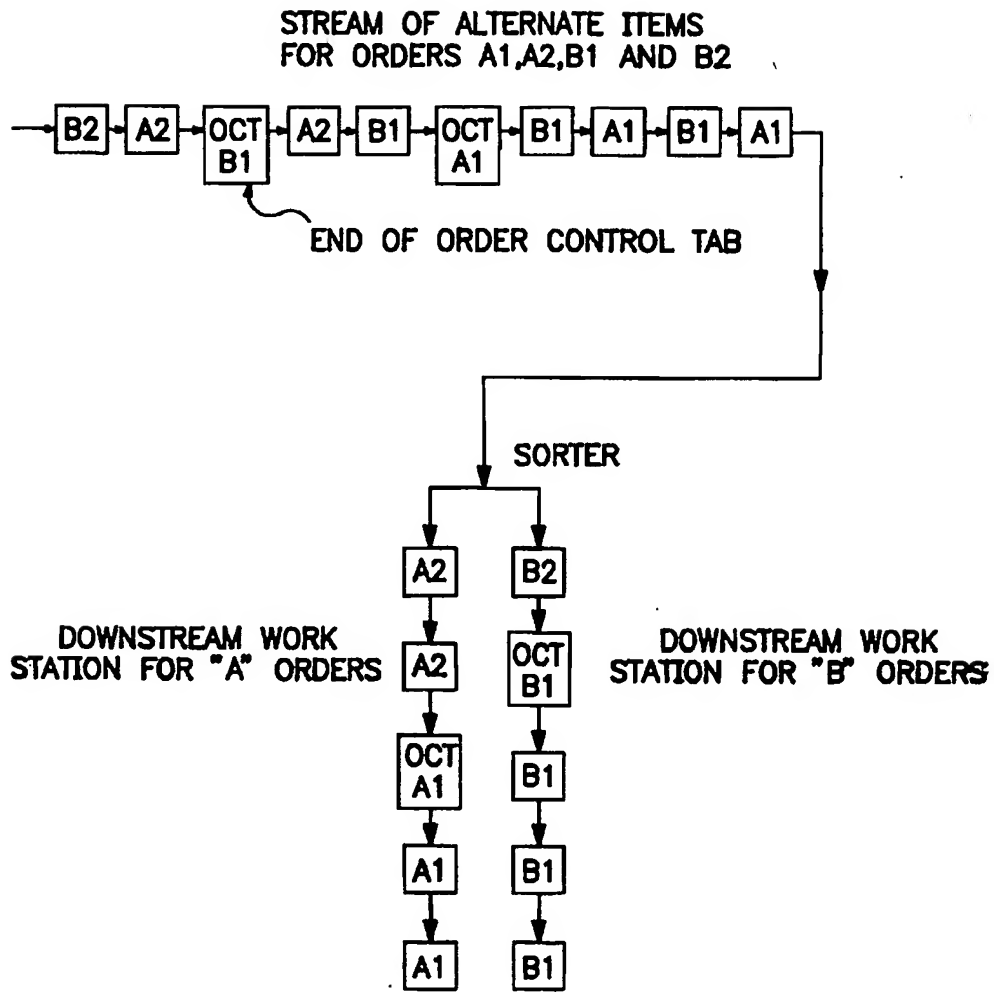 STREAM OF ALTERNATE ITEMS
FOR ORDERS A1,A2,B1 AND B2
B2 A2 OCT B1 A2 B1 OCT A1 B1 A1 B1 A1
END OF ORDER CONTROL TAB
SORTER
A2 B2
DOWNSTREAM WORK
STATION FOR "A" ORDERS
A2
OCT
B1
DOWNSTREAM WORK
STATION FOR "B" ORDERS
OCT
A1
B1
A1
B1
A1
B1